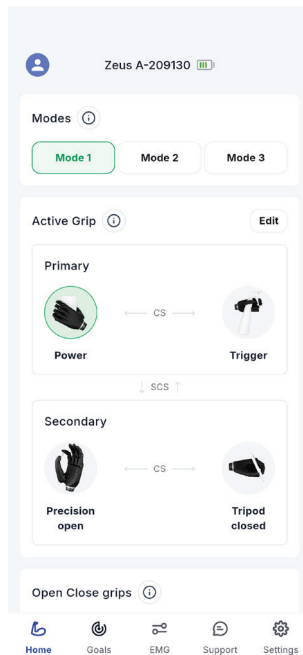 Zeus A-209130
Modes
Mode 1 Mode 2 Mode 3
Active Grip Edit
Primary
← CS →
Power Trigger
↓ SCS ↑
Secondary
← CS →
Precision open Tripod closed
Open Close grips
Home Goals EMG Support Settings